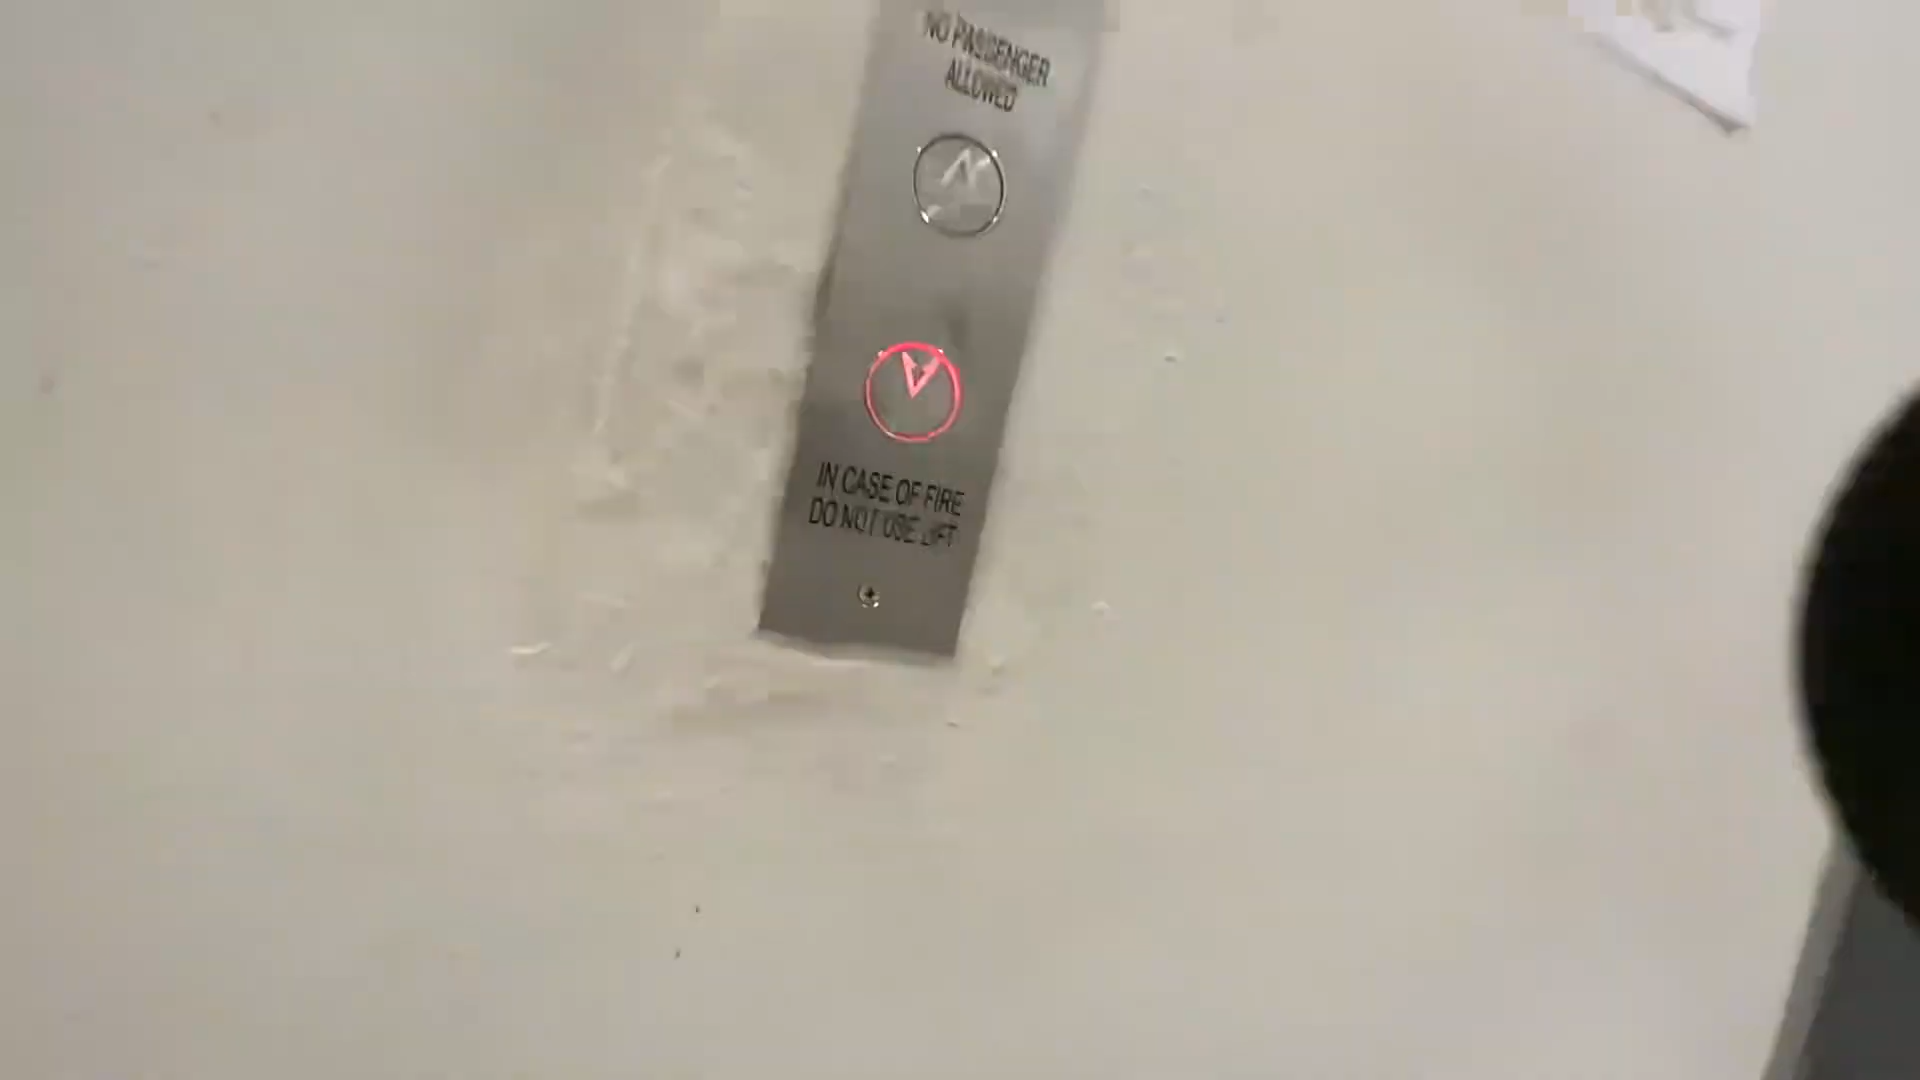 NO PASSENGER
ALLOWED
IN CASE OF FIRE
DO NOT USE LIFT